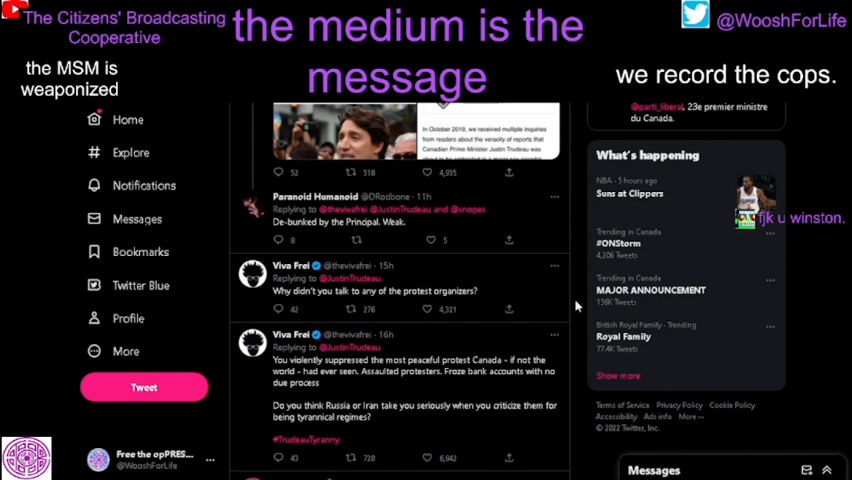 The Citizens' Broadcasting
Cooperative
the medium is the
message
@WooshForLife
the MSM is
weaponized
we record the cops.
Home
Explore
Notifications
Messages
Bookmarks
Twitter Blue
Profile
More
Tweet
Free the opPRES...
@WooshForLife
In October 2019, we received multiple inquiries
from readers about the veracity of reports that
Canadian Prime Minister Justin Trudeau was
52 518 4,935
Paranoid Humanoid @DRodbone · 11h
Replying to @thevivafrei @JustinTrudeau and @snopes
De-bunked by the Principal. Weak.
8 5
Viva Frei @thevivafrei · 15h
Replying to @JustinTrudeau
Why didn't you talk to any of the protest organizers?
42 276 4,321
Viva Frei @thevivafrei · 16h
Replying to @JustinTrudeau
You violently suppressed the most peaceful protest Canada - if not the
world - had ever seen. Assaulted protesters. Froze bank accounts with no
due process
Do you think Russia or Iran take you seriously when you criticize them for
being tyrannical regimes?
#TrudeauTyranny
43 720 6,042
@parti_liberal, 23e premier ministre
du Canada.
What's happening
NBA · 5 hours ago
Suns at Clippers
fjk u winston.
Trending in Canada
#ONStorm
4,206 Tweets
Trending in Canada
MAJOR ANNOUNCEMENT
136K Tweets
British Royal Family · Trending
Royal Family
77.4K Tweets
Show more
Terms of Service Privacy Policy Cookie Policy
Accessibility Ads info More ···
© 2022 Twitter, Inc.
Messages